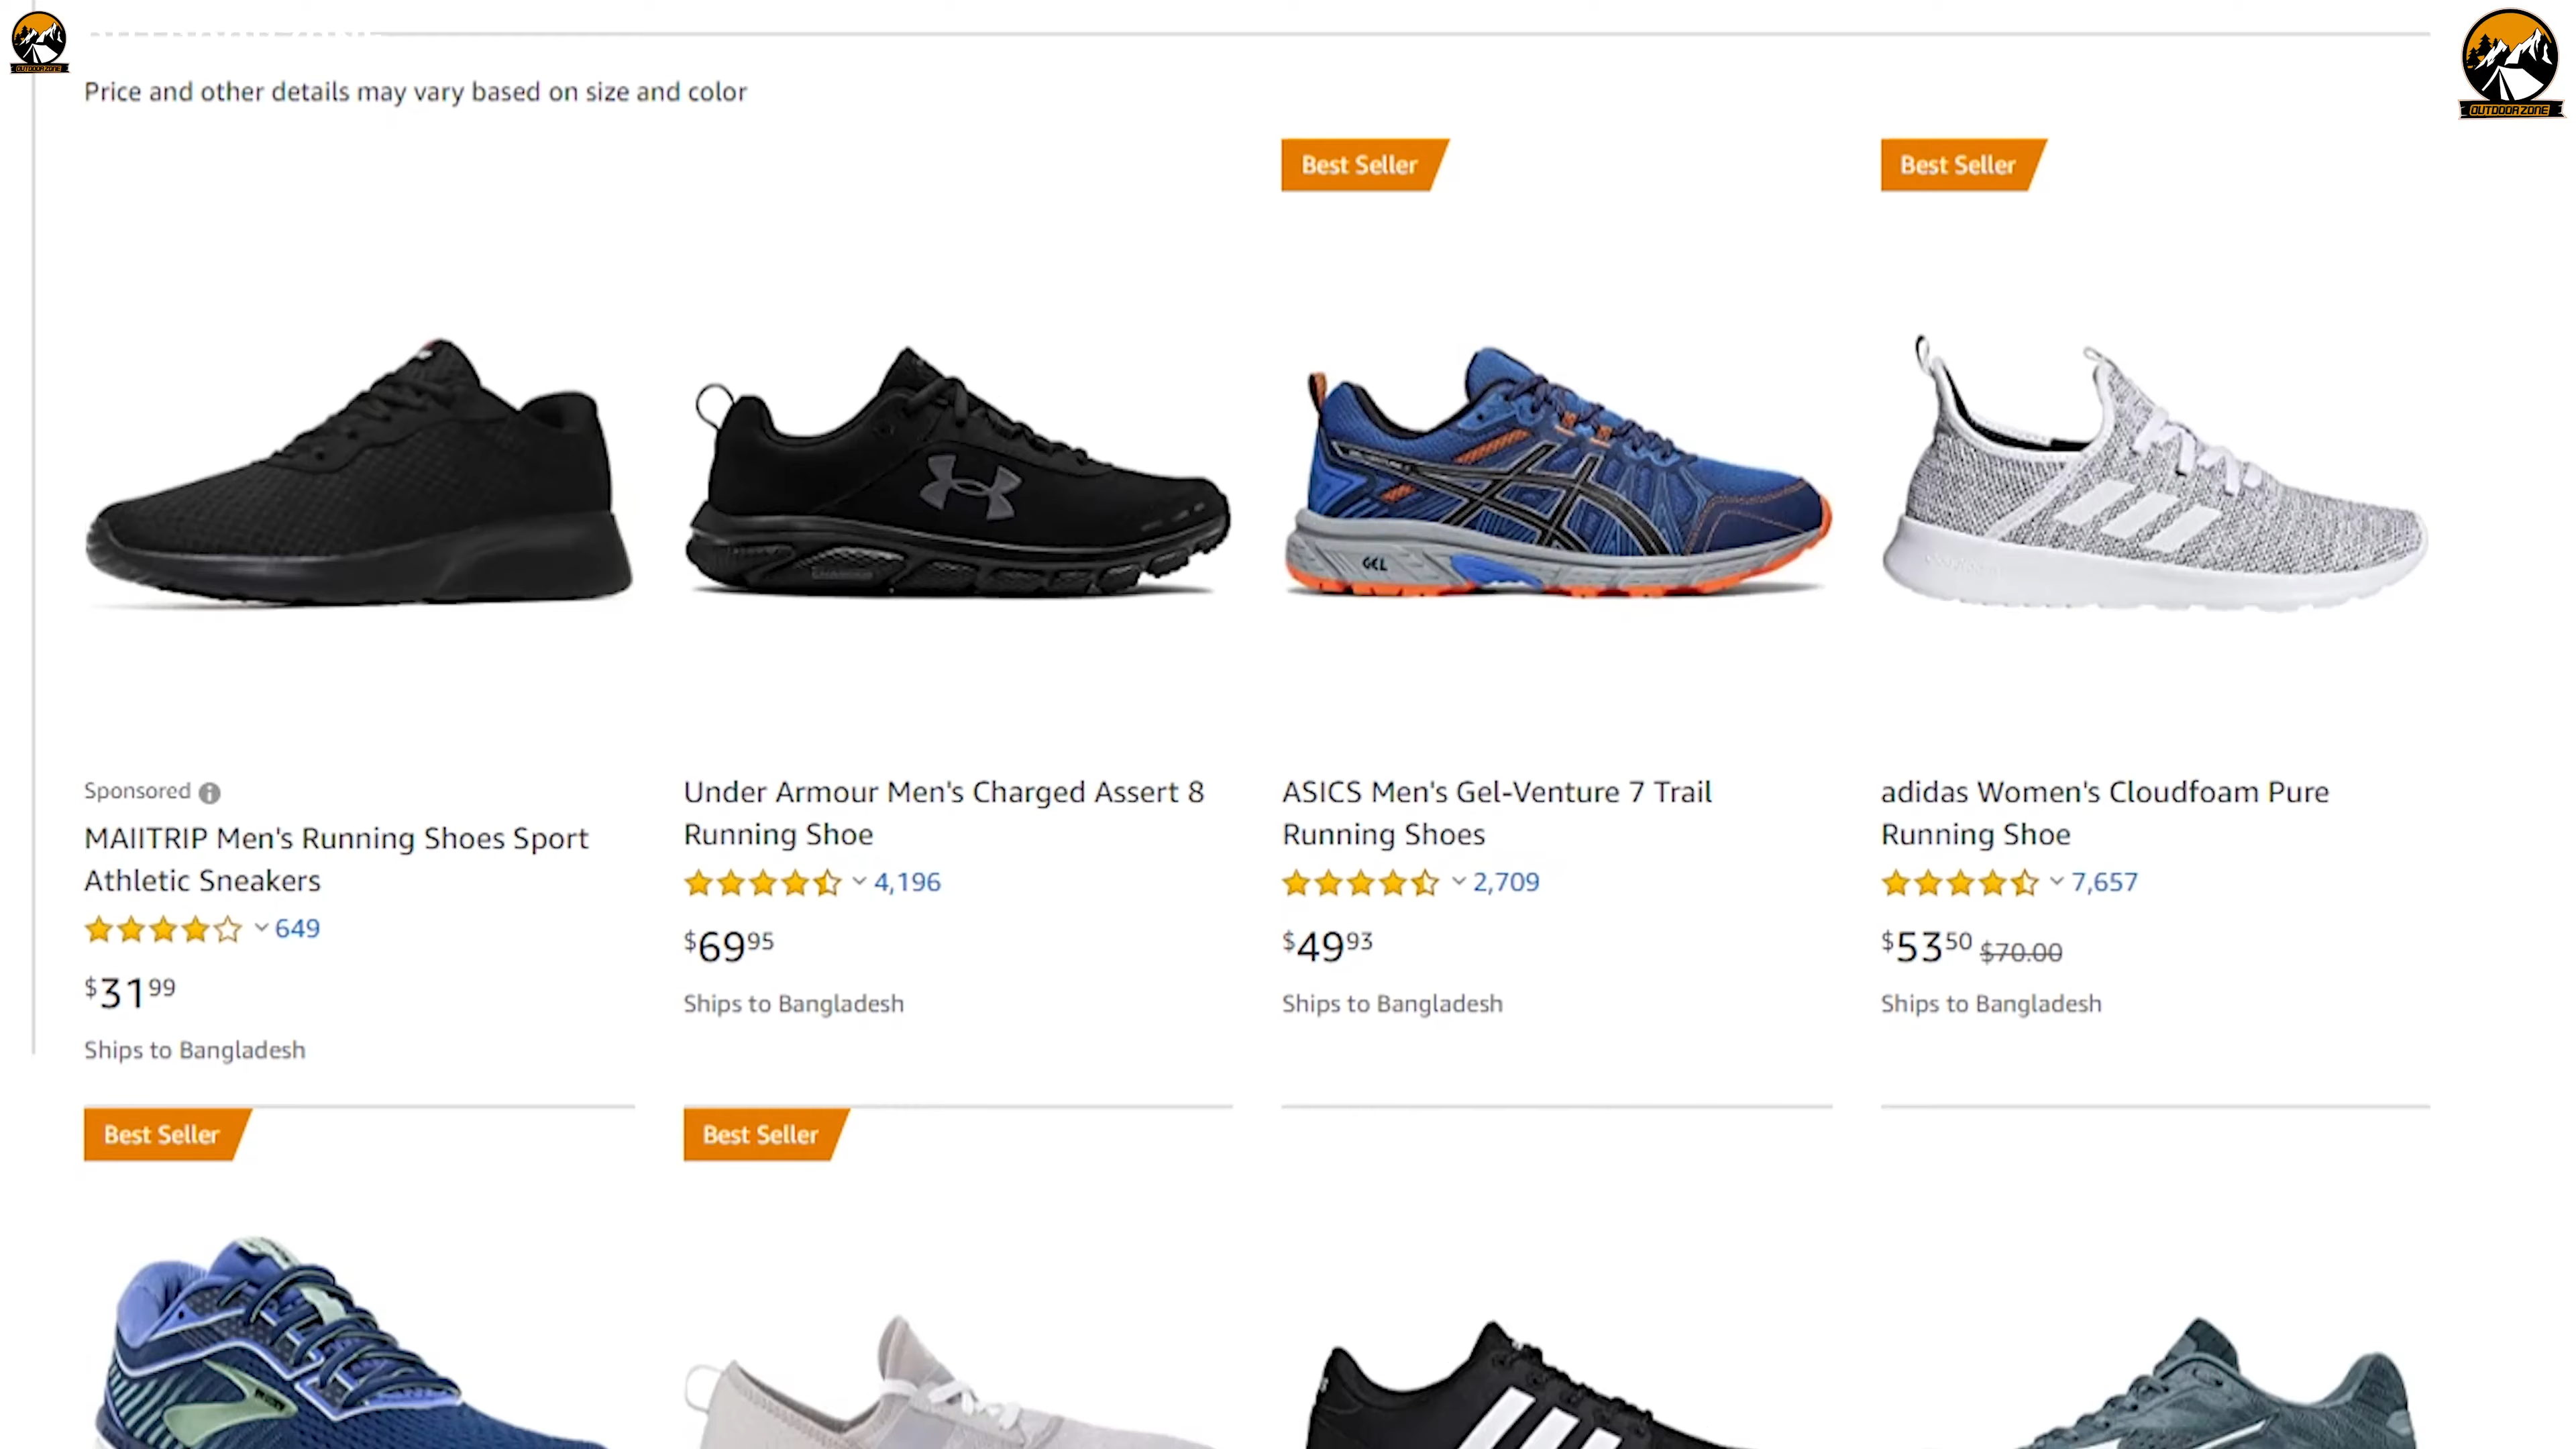 OUTDOORZONE
OUTDOORZONE
Price and other details may vary based on size and color
Best Seller
Best Seller
GEL
Sponsored
MAIITRIP Men's Running Shoes Sport
Athletic Sneakers
649
$31 99
Ships to Bangladesh
Under Armour Men's Charged Assert 8
Running Shoe
4,196
$69 95
Ships to Bangladesh
ASICS Men's Gel-Venture 7 Trail
Running Shoes
2,709
$49 93
Ships to Bangladesh
adidas Women's Cloudfoam Pure
Running Shoe
7,657
$53 50 $70.00
Ships to Bangladesh
Best Seller
Best Seller